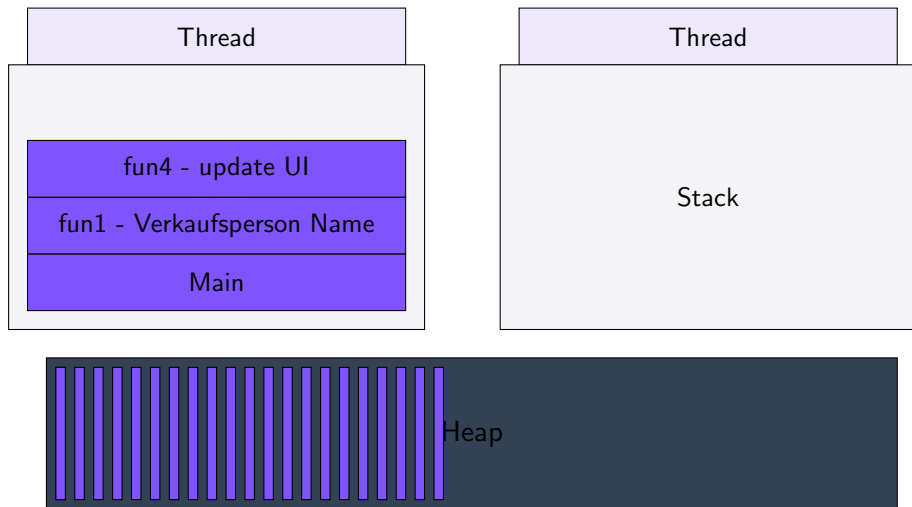 Thread
Thread
fun4 - update UI
fun1 - Verkaufsperson Name
Main
Stack
Heap